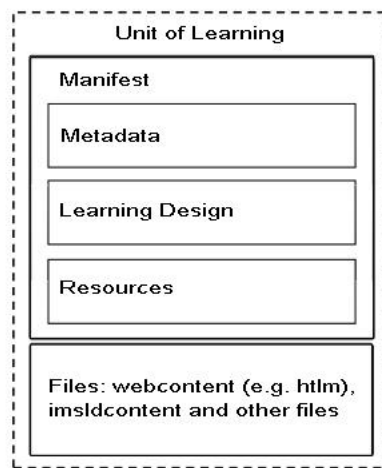 Unit of Learning
Manifest
Metadata
Learning Design
Resources
Files: webcontent (e.g. htlm),
imsldcontent and other files